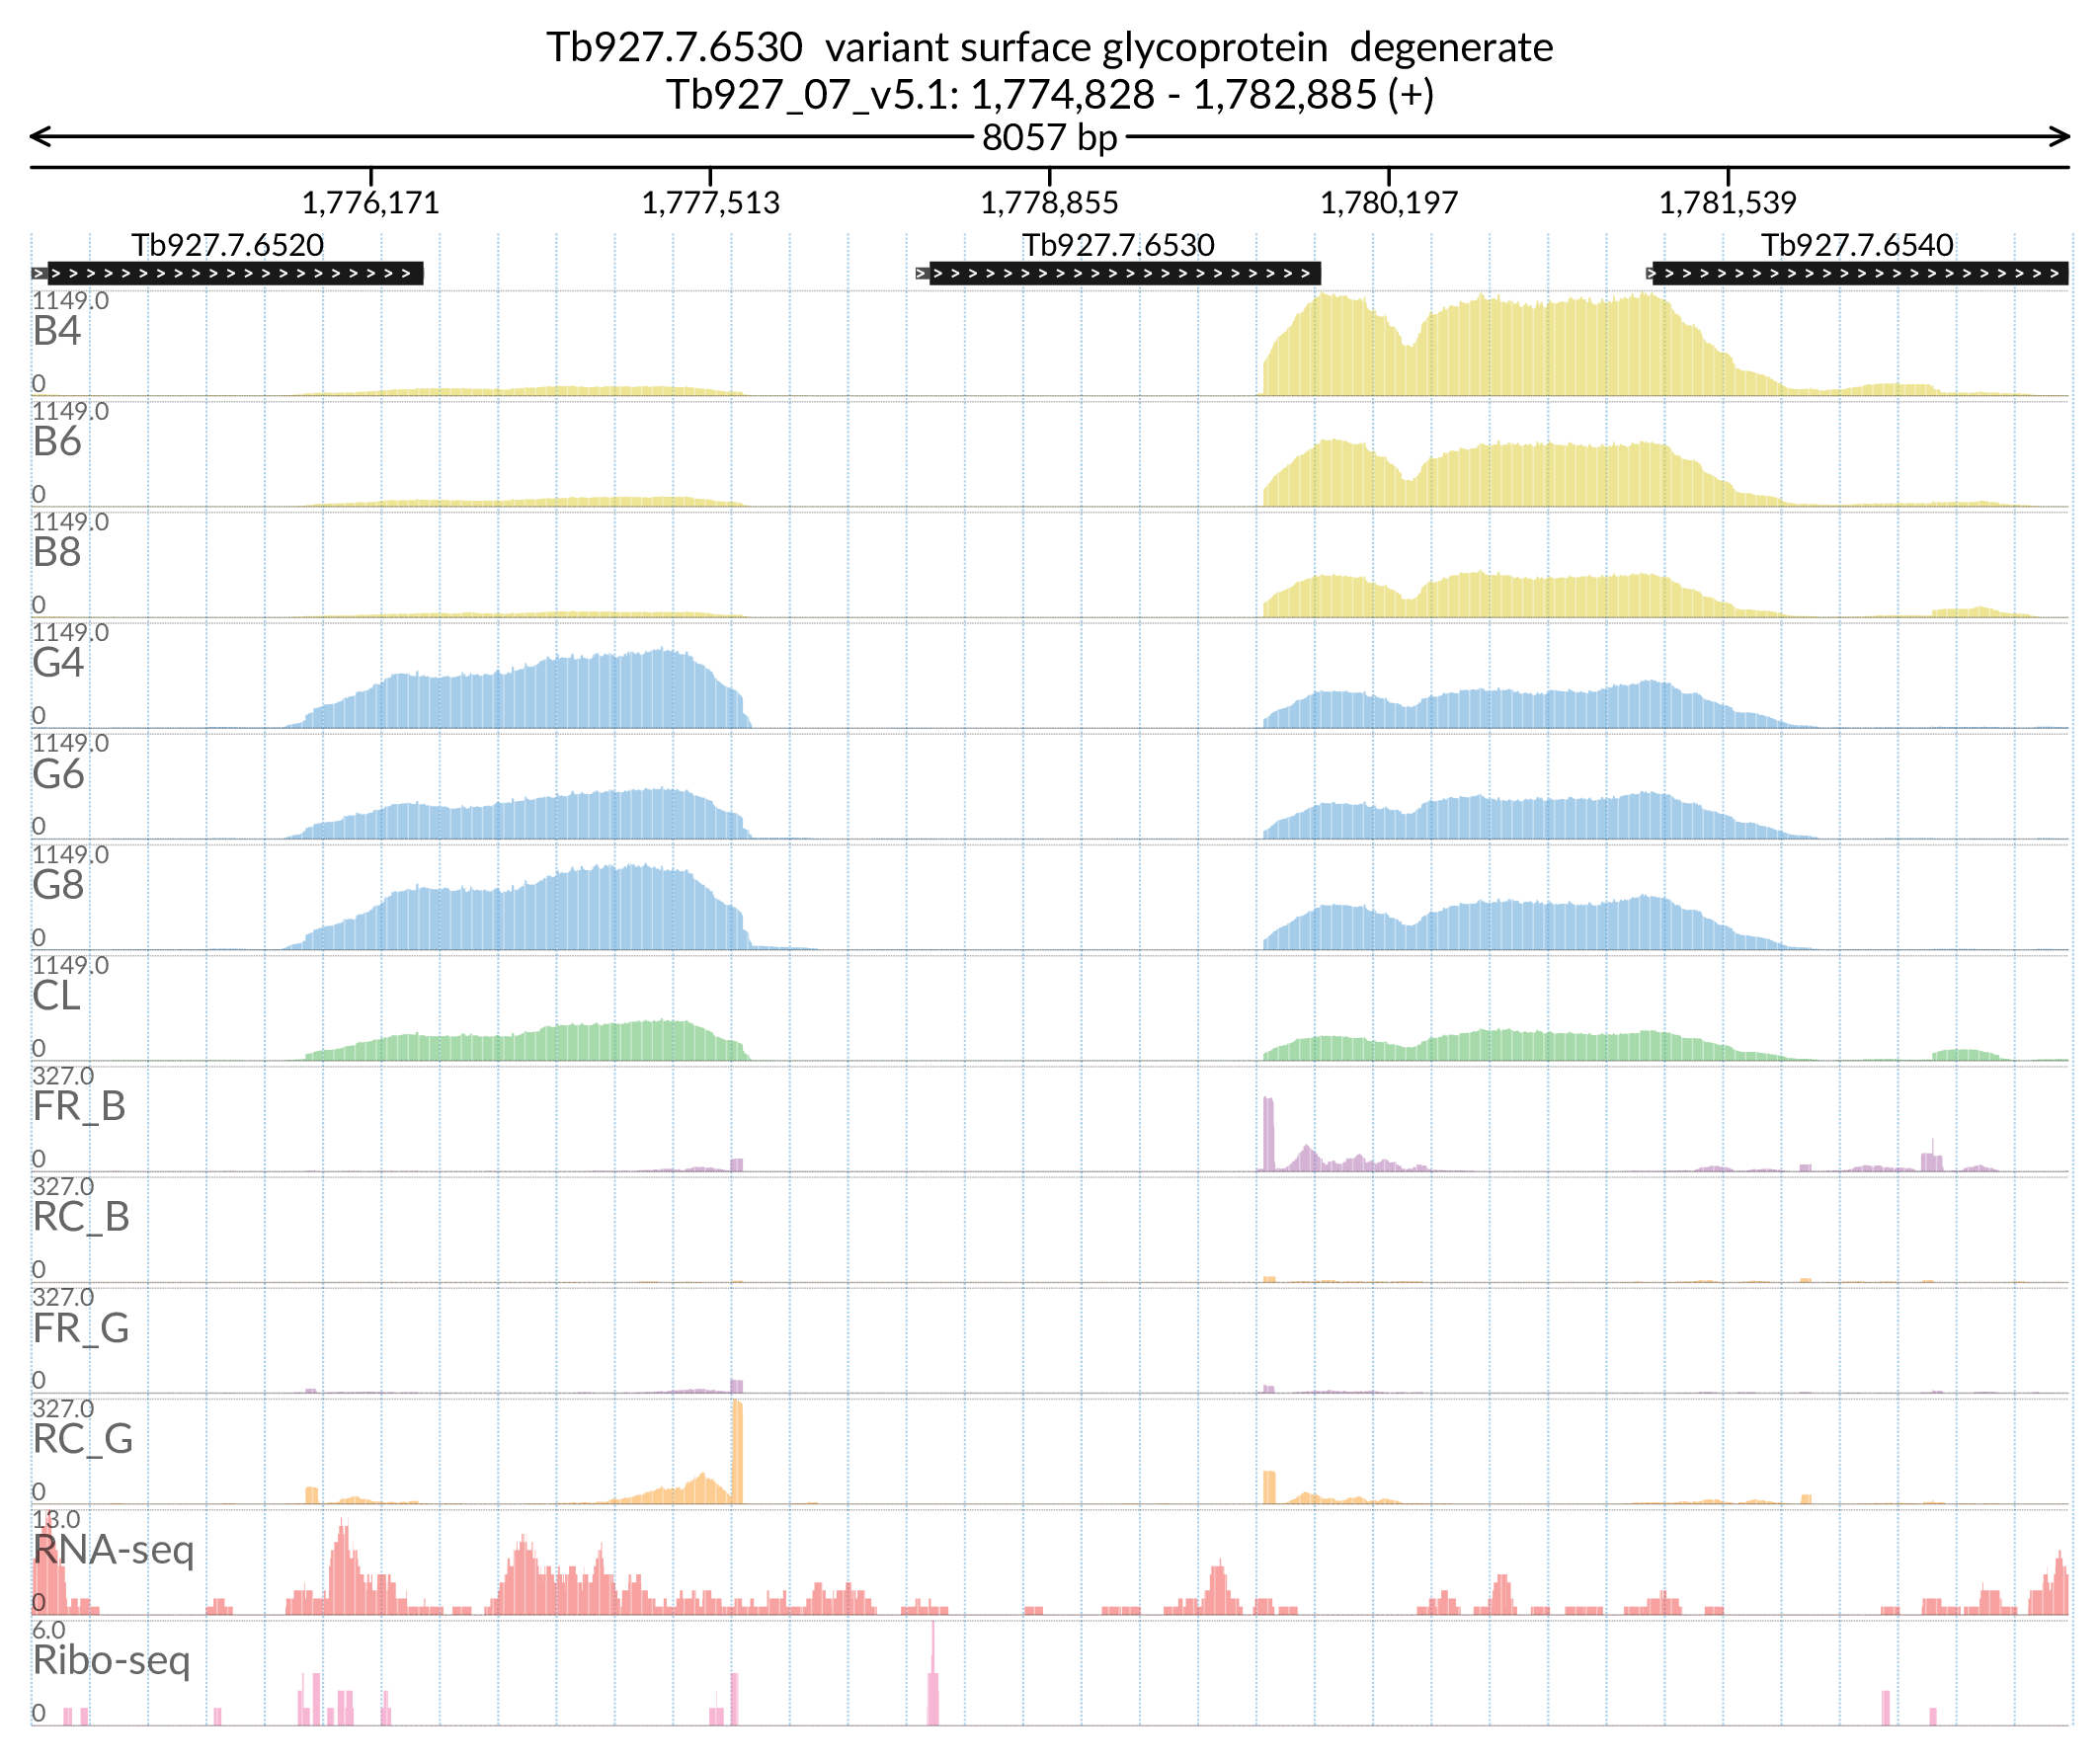 Tb927.7.6530 variant surface glycoprotein degenerate
Tb927_07_v5.1: 1,774,828 - 1,782,885 (+)
8057 bp
1,776,171 1,777,513 1,778,855 1,780,197 1,781,539
Tb927.7.6520 Tb927.7.6530 Tb927.7.6540
1149.0
B4
0
1149.0
B6
0
1149.0
B8
0
1149.0
G4
0
1149.0
G6
0
1149.0
G8
0
1149.0
CL
0
327.0
FR_B
0
327.0
RC_B
0
327.0
FR_G
0
327.0
RC_G
0
13.0
RNA-seq
0
6.0
Ribo-seq
0